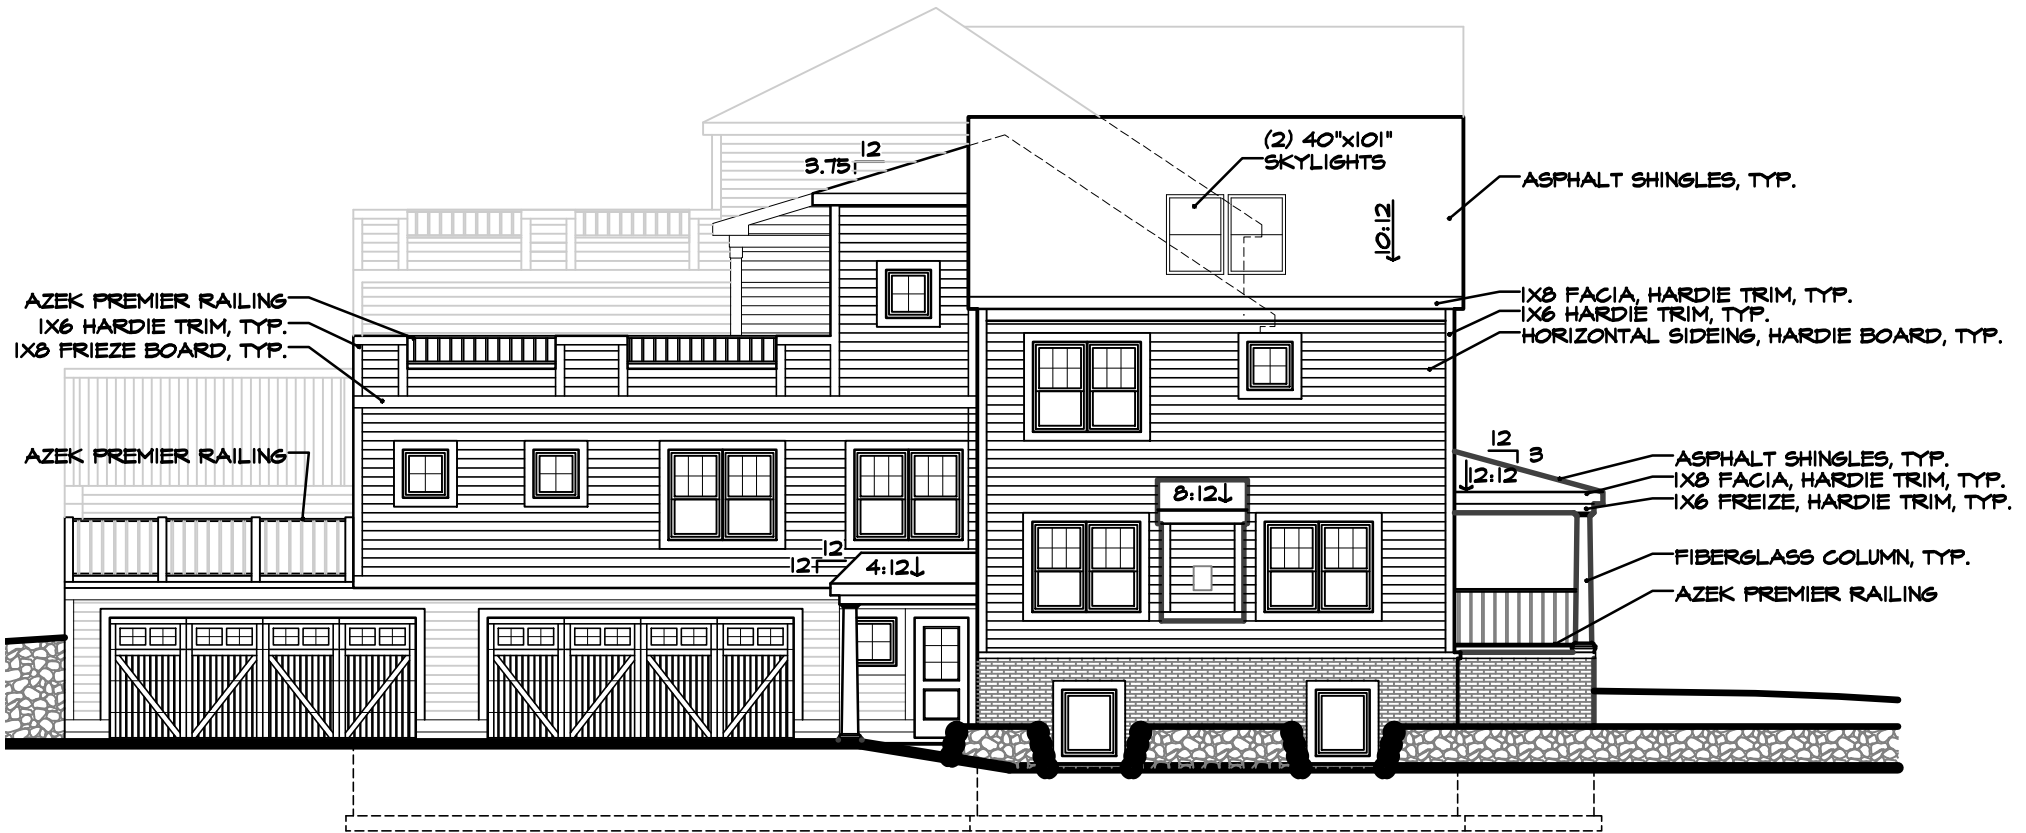 (2) 40"x101"
SKYLIGHTS
12
3.75
ASPHALT SHINGLES, TYP.
10:12
AZEK PREMIER RAILING
1X6 HARDIE TRIM, TYP.
1X8 FRIEZE BOARD, TYP.
1X8 FACIA, HARDIE TRIM, TYP.
1X6 HARDIE TRIM, TYP.
HORIZONTAL SIDEING, HARDIE BOARD, TYP.
AZEK PREMIER RAILING
12
3
12:12
ASPHALT SHINGLES, TYP.
1X8 FACIA, HARDIE TRIM, TYP.
1X6 FREIZE, HARDIE TRIM, TYP.
8:12
12
12
4:12
FIBERGLASS COLUMN, TYP.
AZEK PREMIER RAILING